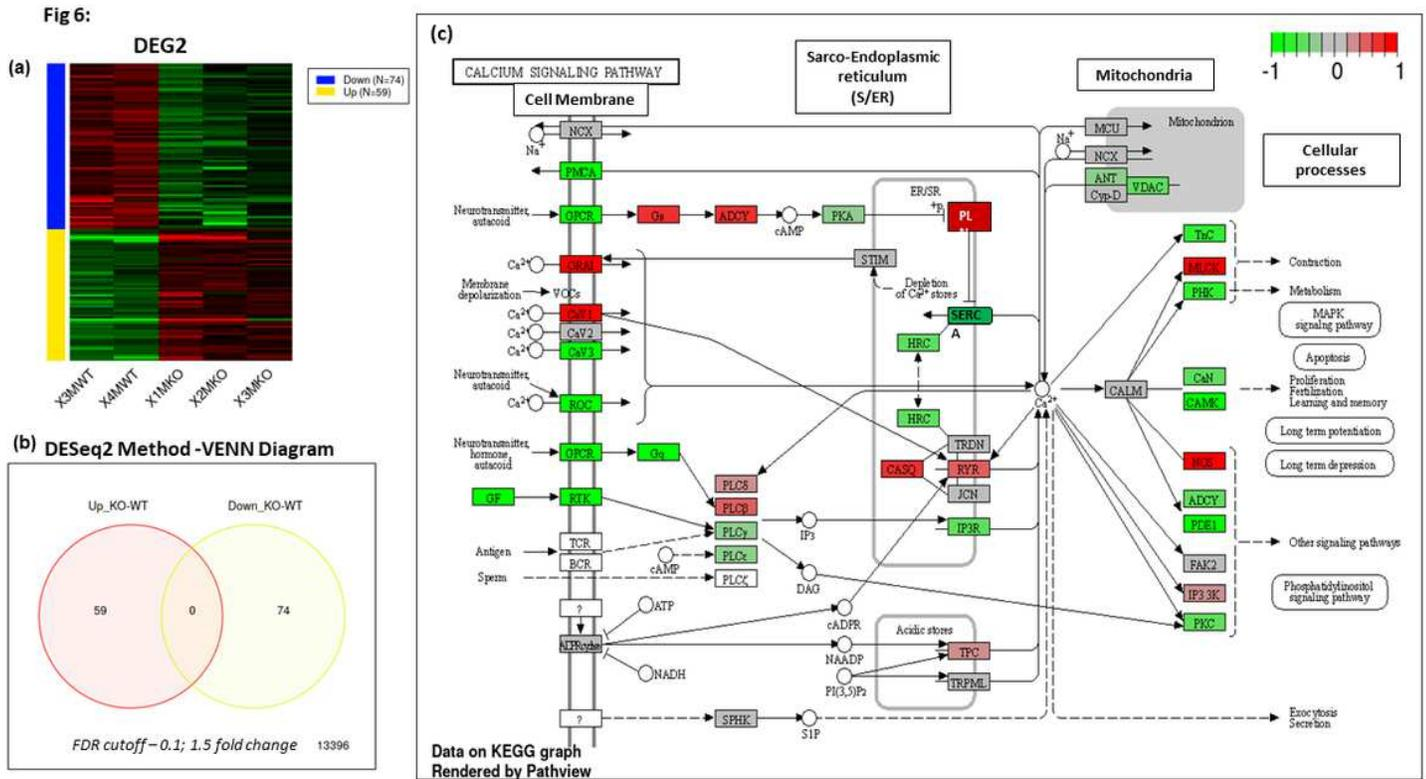 Fig 6:
DEG2
(a)
Down (N=74)
Up (N=59)
X3MWT
X4MWT
X1MKO
X2MKO
X3MKO
(b) DESeq2 Method -VENN Diagram
Up_KO-WT
Down_KO-WT
59
0
74
FDR cutoff – 0.1; 1.5 fold change
13396
(c)
-1
0
1
CALCIUM SIGNALING PATHWAY
Cell Membrane
Sarco-Endoplasmic
reticulum
(S/ER)
Mitochondria
Cellular
processes
NCX
Na+
PMCA
Neurotransmitter,
autacoid
GPCR
Gs
ADCY
cAMP
PKA
ER/SR
+p
PL
N
Ca2+
ORAI
STIM
Membrane
depolarization
VOCs
Depletion
of Ca2+ stores
Ca2+
CaV1
Ca2+
CaV2
Ca2+
CaV3
SERC
A
HRC
Neurotransmitter,
autacoid
Ca2+
ROC
HRC
Neurotransmitter,
hormone
autacoid
GPCR
Gq
TRDN
CASQ
RYR
JCN
PLCδ
PLCβ
GF
RTK
PLCγ
IP3
IP3R
Antigen
TCR
BCR
cAMP
PLCε
Sperm
PLCζ
DAG
?
ATP
cADPR
NADH
NAADP
PI(3,5)P2
Acidic stores
TPC
TRPML
?
SPHK
S1P
MCU
Mitochondrion
Na+
NCX
ANT
VDAC
Cyp-D
TnC
Contraction
MLCK
PHK
Metabolism
MAPK
signaling pathway
Apoptosis
Ca2+
CALM
CaN
Proliferation
Fertilization
Learning and memory
CAMK
Long term potentiation
Long term depression
NOS
ADCY
PDE1
Other signaling pathways
FAK2
IP3 3K
Phosphatidylinositol
signaling pathway
PKC
Exocytosis
Secretion
Data on KEGG graph
Rendered by Pathview